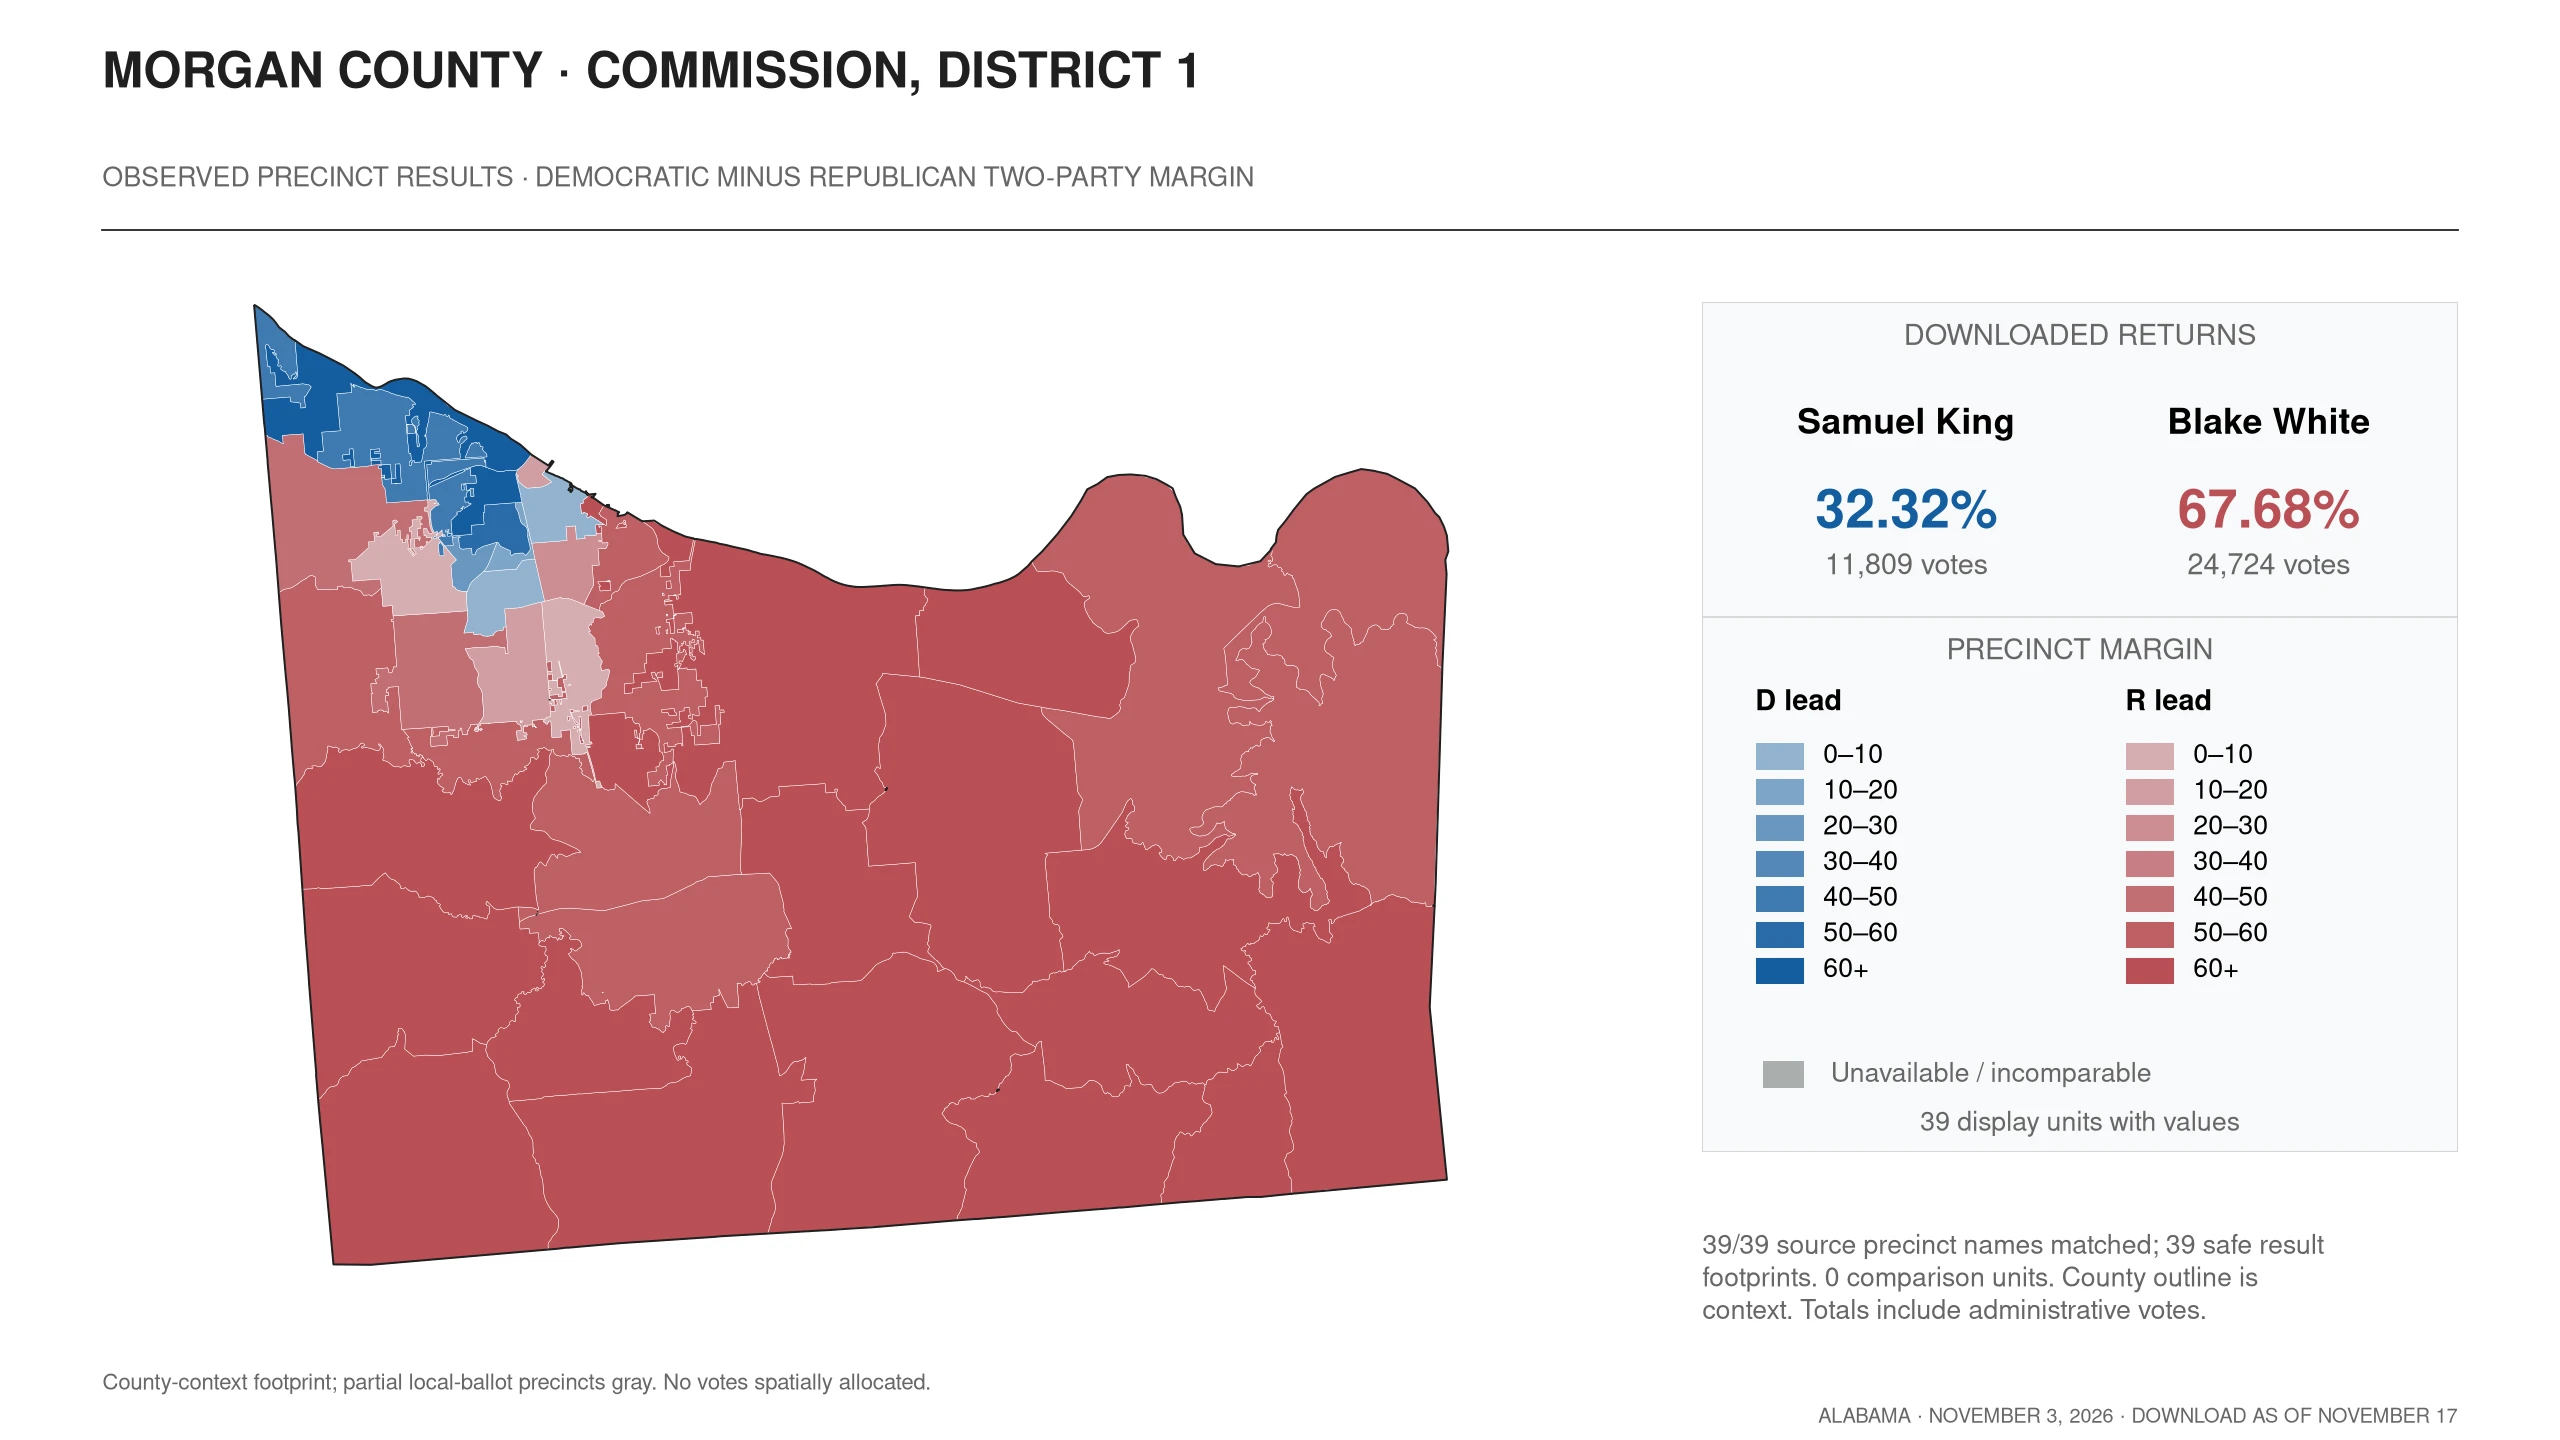 MORGAN COUNTY · COMMISSION, DISTRICT 1
OBSERVED PRECINCT RESULTS · DEMOCRATIC MINUS REPUBLICAN TWO-PARTY MARGIN
DOWNLOADED RETURNS
Samuel King
32.32%
11,809 votes
Blake White
67.68%
24,724 votes
PRECINCT MARGIN
D lead
0–10
10–20
20–30
30–40
40–50
50–60
60+
R lead
0–10
10–20
20–30
30–40
40–50
50–60
60+
Unavailable / incomparable
39 display units with values
39/39 source precinct names matched; 39 safe result
footprints. 0 comparison units. County outline is
context. Totals include administrative votes.
County-context footprint; partial local-ballot precincts gray. No votes spatially allocated.
ALABAMA · NOVEMBER 3, 2026 · DOWNLOAD AS OF NOVEMBER 17